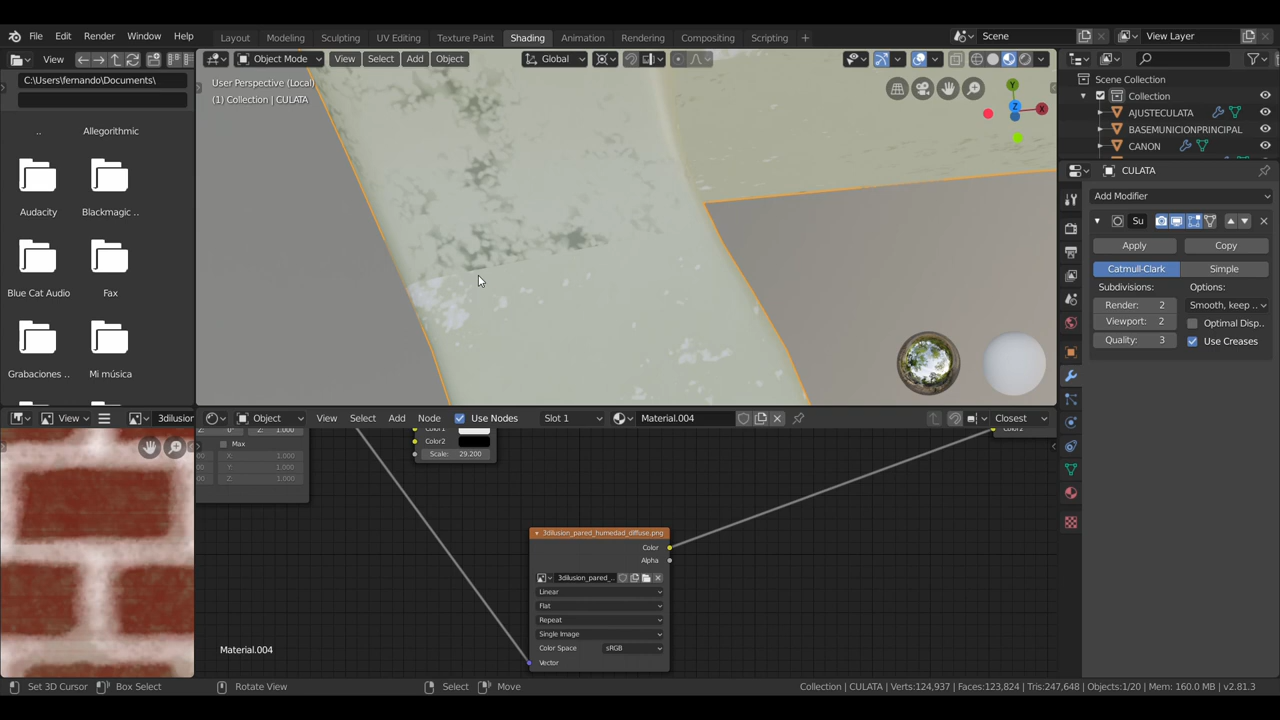 File Edit Render Window Help
Layout Modeling Sculpting UV Editing Texture Paint Shading Animation Rendering Compositing Scripting +
Scene View Layer
View
Object Mode View Select Add Object Global
C:\Users\fernando\Documents\
User Perspective (Local)
(1) Collection | CULATA
Y
Z
X
Scene Collection
Collection
AJUSTECULATA
BASEMUNICIONPRINCIPAL
CANON
..
Allegorithmic
Audacity
Blackmagic ..
Blue Cat Audio
Fax
Grabaciones ..
Mi música
CULATA
Add Modifier
Su
Apply Copy
Catmull-Clark Simple
Subdivisions: Options:
Render: 2 Smooth, keep ..
Viewport: 2 Optimal Disp..
Quality: 3 Use Creases
View 3dilusion
Object View Select Add Node Use Nodes Slot 1 Material.004 Closest
Max
X: 1.000
Y: 1.000
Z: 1.000
Color2
Scale: 29.200
3dilusion_pared_humedad_diffuse.png
Color
Alpha
3dilusion_pared_..
Linear
Flat
Repeat
Single Image
Color Space sRGB
Vector
Material.004
Set 3D Cursor Box Select Rotate View Select Move
Collection | CULATA | Verts:124,937 | Faces:123,824 | Tris:247,648 | Objects:1/20 | Mem: 160.0 MB | v2.81.3